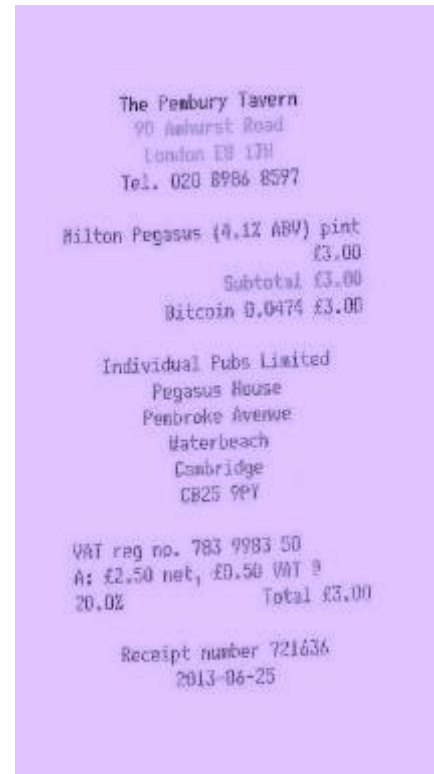 The Pembury Tavern
90 Amhurst Road
London E8 1JH
Tel. 020 8986 8597
Milton Pegasus (4.1% ABV) pint
£3.00
Subtotal £3.00
Bitcoin 0.0474 £3.00
Individual Pubs Limited
Pegasus House
Pembroke Avenue
Waterbeach
Cambridge
CB25 9PY
VAT reg no. 783 9983 50
A: £2.50 net, £0.50 VAT @
20.0% Total £3.00
Receipt number 721636
2013-06-25